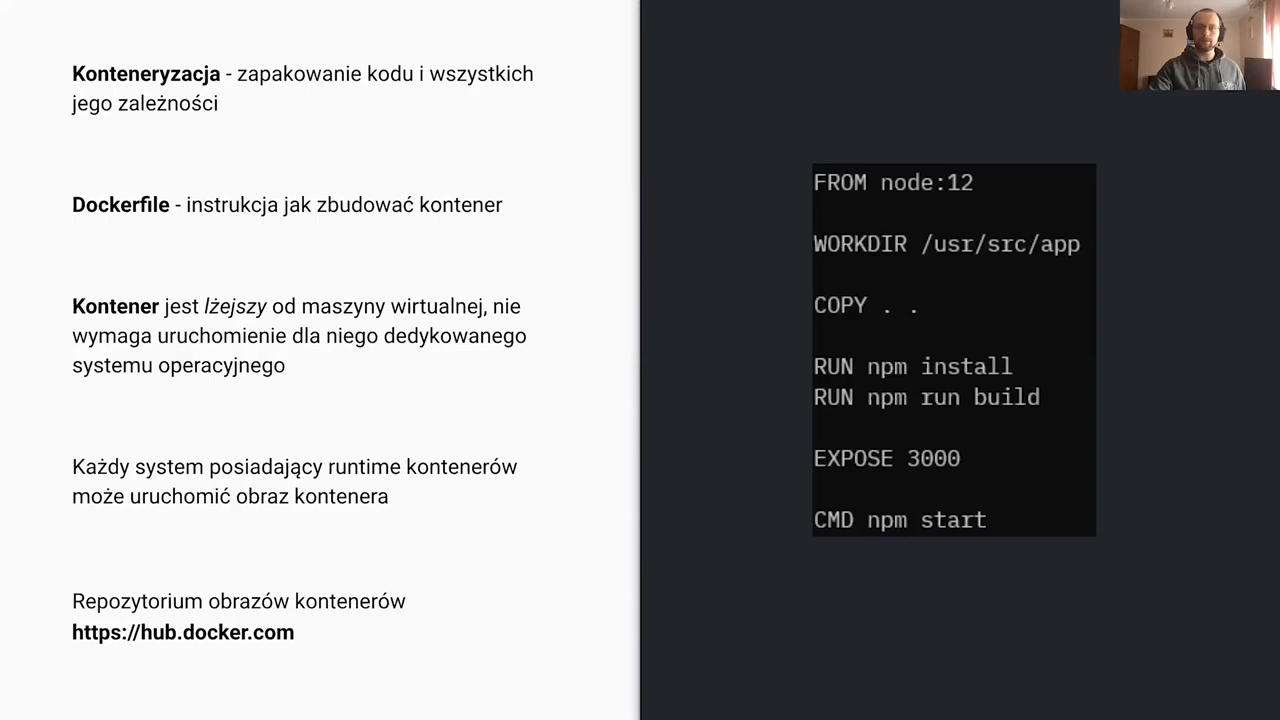 Konteneryzacja - zapakowanie kodu i wszystkich
jego zależności
Dockerfile - instrukcja jak zbudować kontener
Kontener jest lżejszy od maszyny wirtualnej, nie
wymaga uruchomienie dla niego dedykowanego
systemu operacyjnego
Każdy system posiadający runtime kontenerów
może uruchomić obraz kontenera
Repozytorium obrazów kontenerów
https://hub.docker.com
FROM node:12
WORKDIR /usr/src/app
COPY . .
RUN npm install
RUN npm run build
EXPOSE 3000
CMD npm start